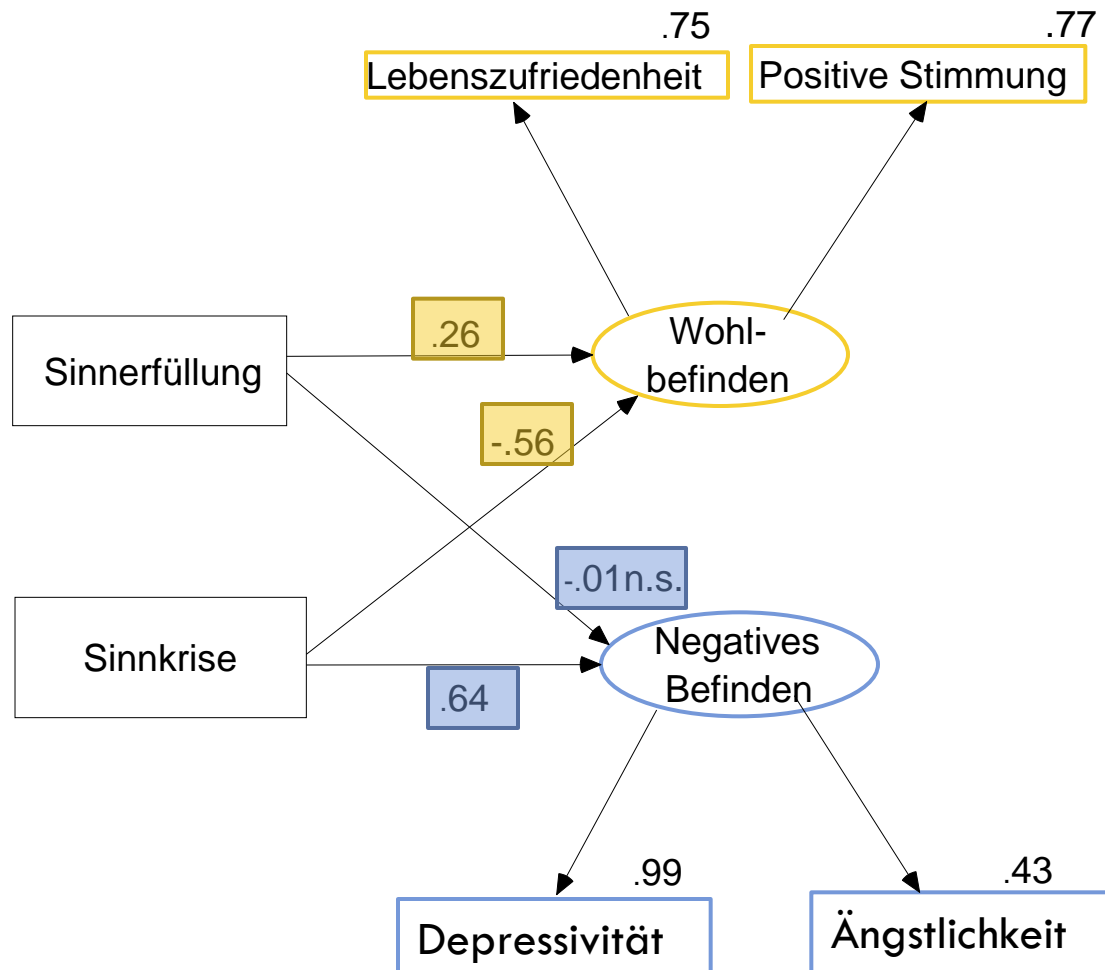 .75
.77
Lebenszufriedenheit
Positive Stimmung
.26
Wohl-
befinden
Sinnerfüllung
-.56
-.01n.s.
Sinnkrise
Negatives
Befinden
.64
.99
.43
Depressivität
Ängstlichkeit